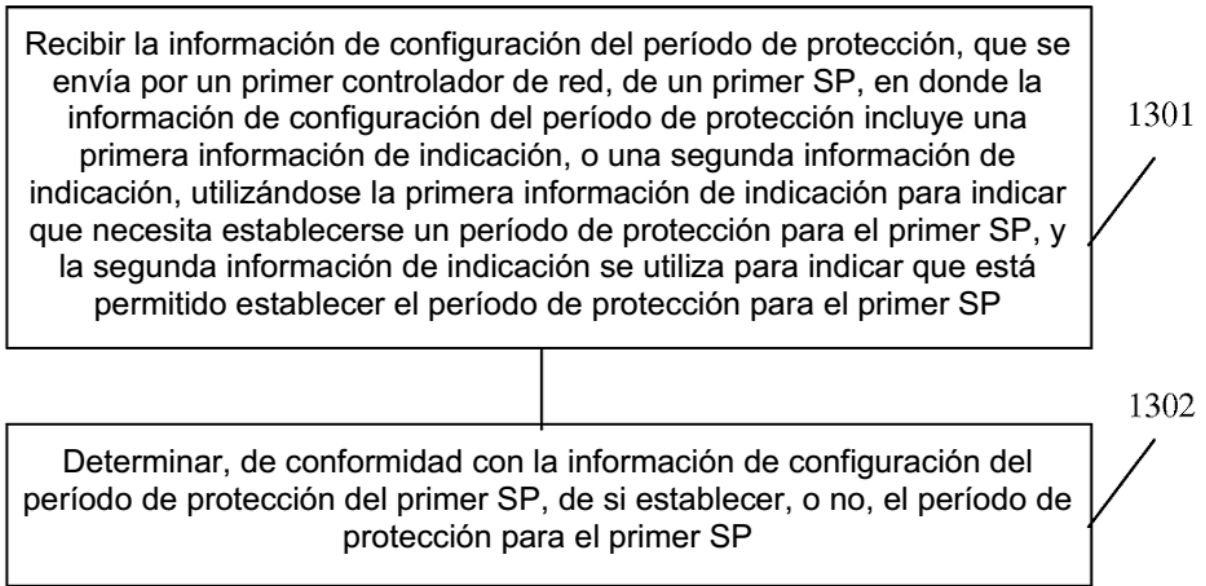 Recibir la información de configuración del período de protección, que se
envía por un primer controlador de red, de un primer SP, en donde la
información de configuración del período de protección incluye una
primera información de indicación, o una segunda información de
indicación, utilizándose la primera información de indicación para indicar
que necesita establecerse un período de protección para el primer SP, y
la segunda información de indicación se utiliza para indicar que está
permitido establecer el período de protección para el primer SP
1301
Determinar, de conformidad con la información de configuración del
período de protección del primer SP, de si establecer, o no, el período de
protección para el primer SP
1302